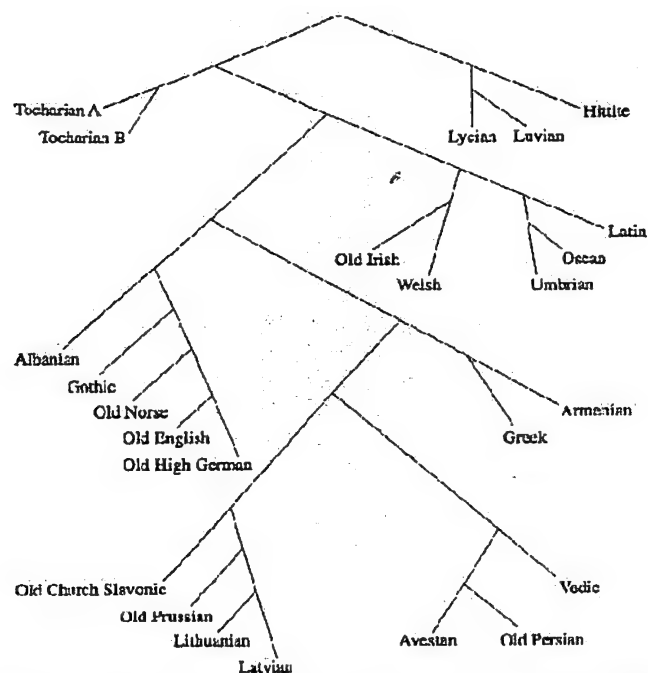 Tocharian A
Tocharian B
Lycian
Luvian
Hittite
Latin
Old Irish
Oscan
Welsh
Umbrian
Albanian
Gothic
Old Norse
Armenian
Old English
Greek
Old High German
Old Church Slavonic
Vedic
Old Prussian
Lithuanian
Avestan
Old Persian
Latvian